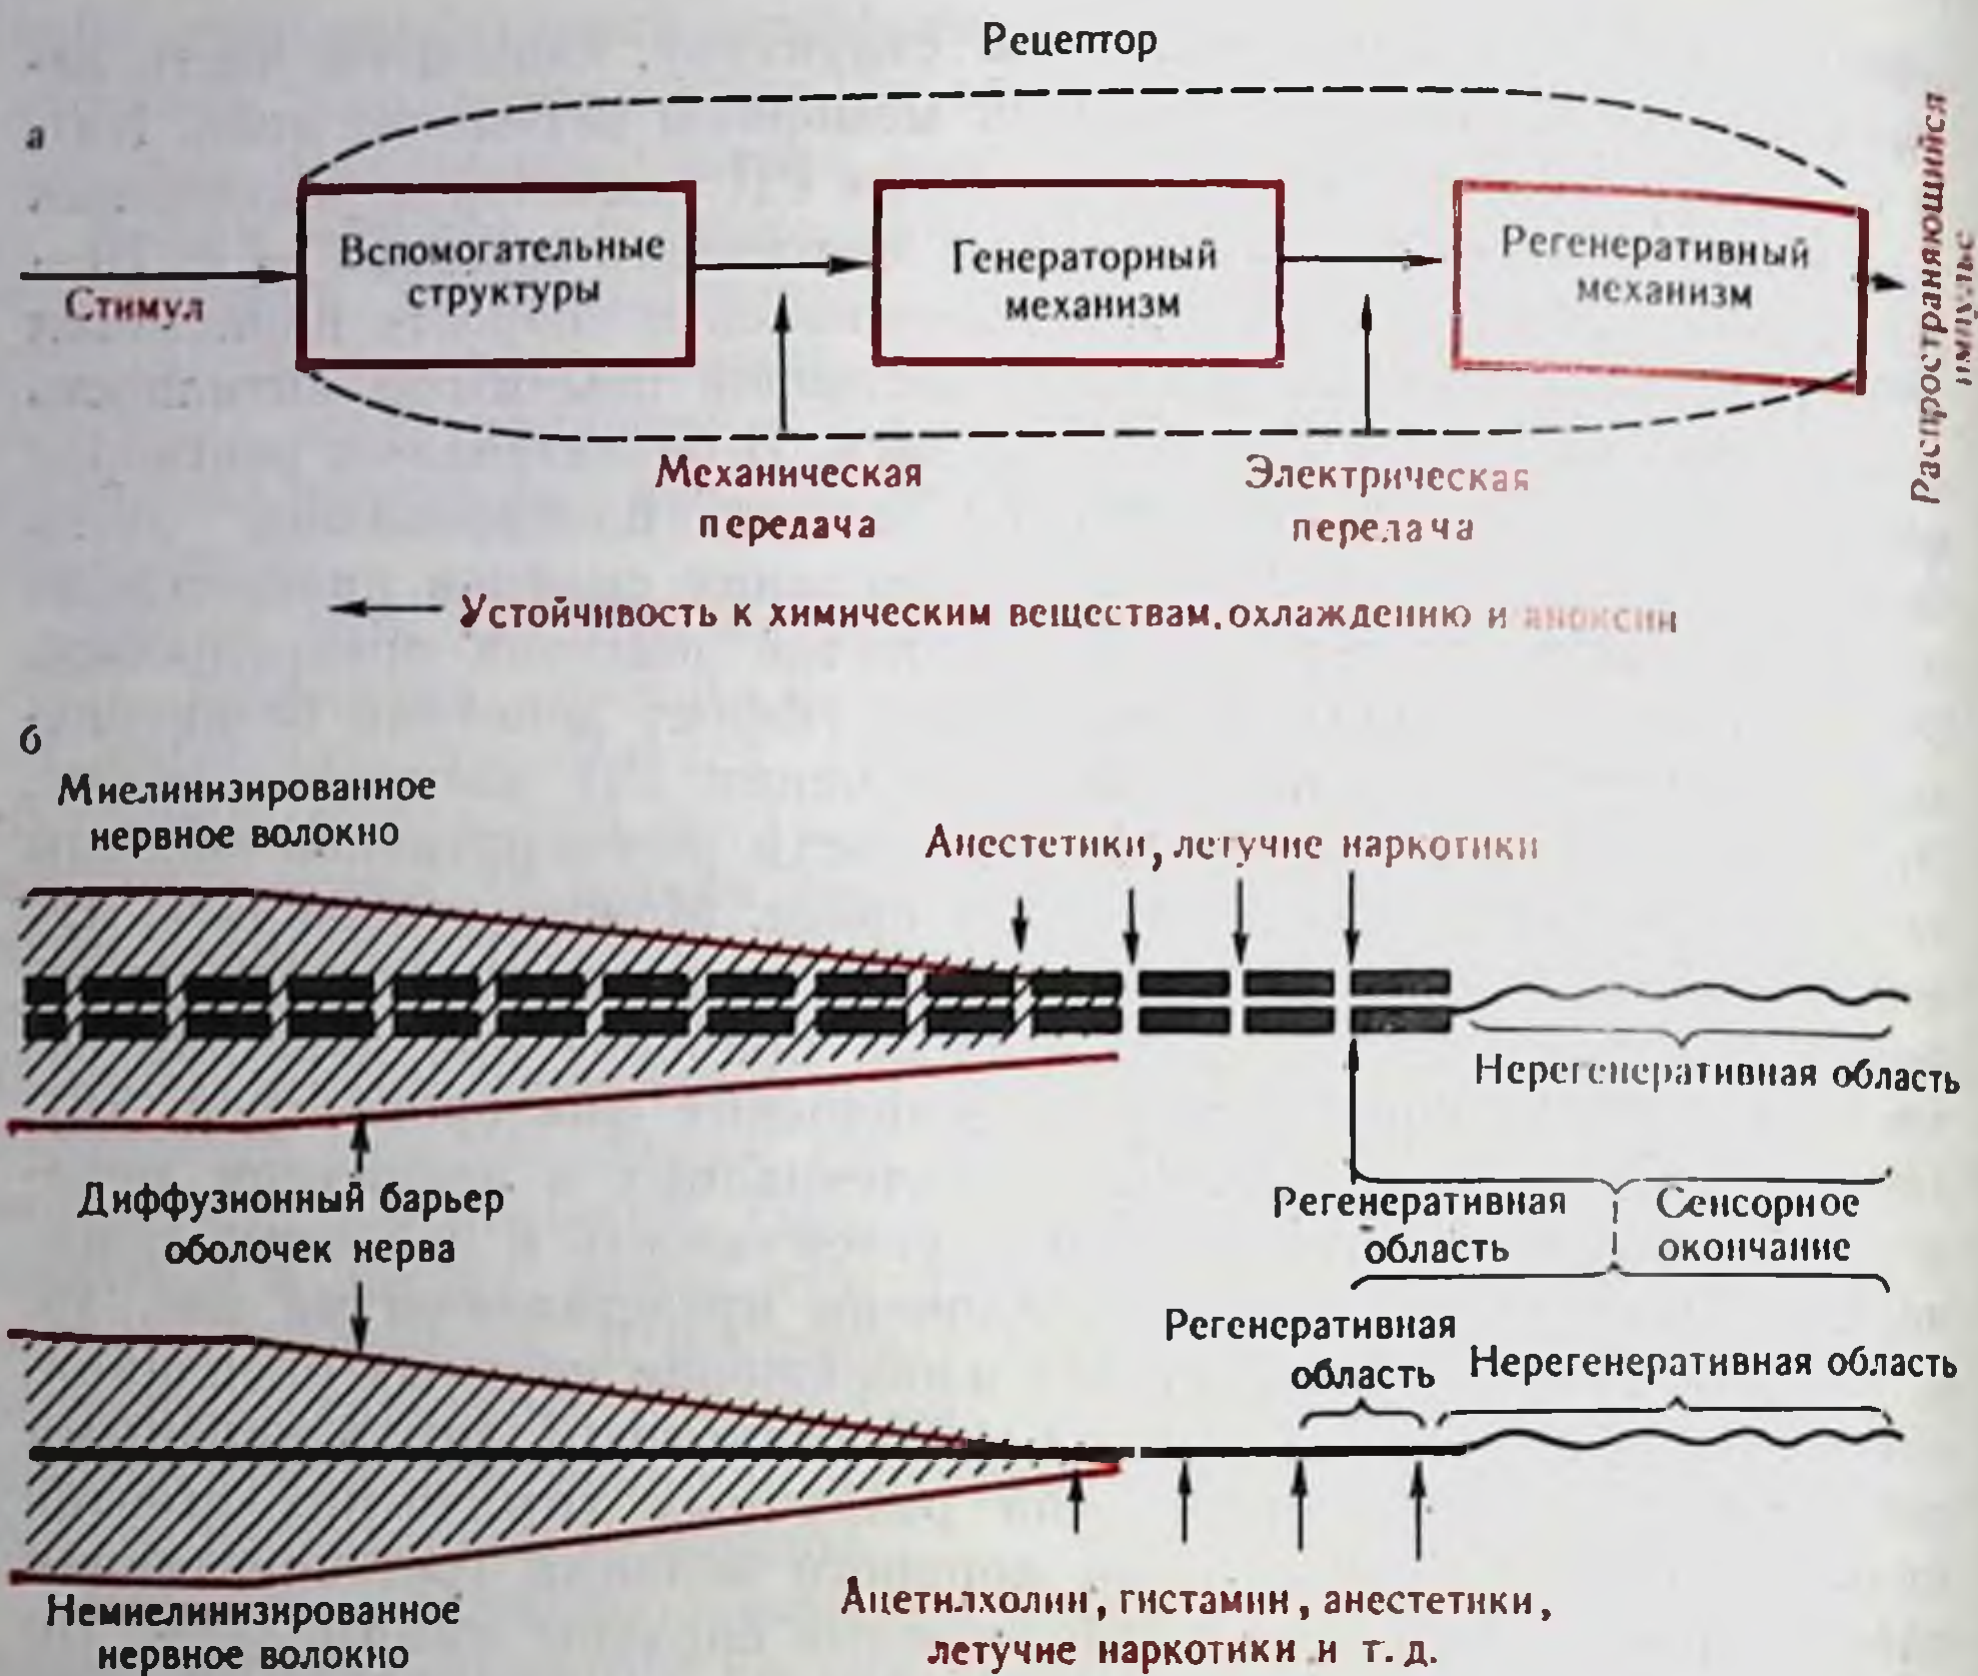 Рецептор
а
Стимул
Вспомогательные
структуры
Генераторный
механизм
Регенеративный
механизм
Распространяющийся
импульс
Механическая
передача
Электрическая
передача
Устойчивость к химическим веществам, охлаждению и аноксии
б
Миелинизированное
нервное волокно
Анестетики, летучие наркотики
Нерегенеративная область
Диффузионный барьер
оболочек нерва
Регенеративная
область
Сенсорное
окончание
Регенеративная
область
Нерегенеративная область
Немиелинизированное
нервное волокно
Ацетилхолин, гистамин, анестетики,
летучие наркотики и т. д.